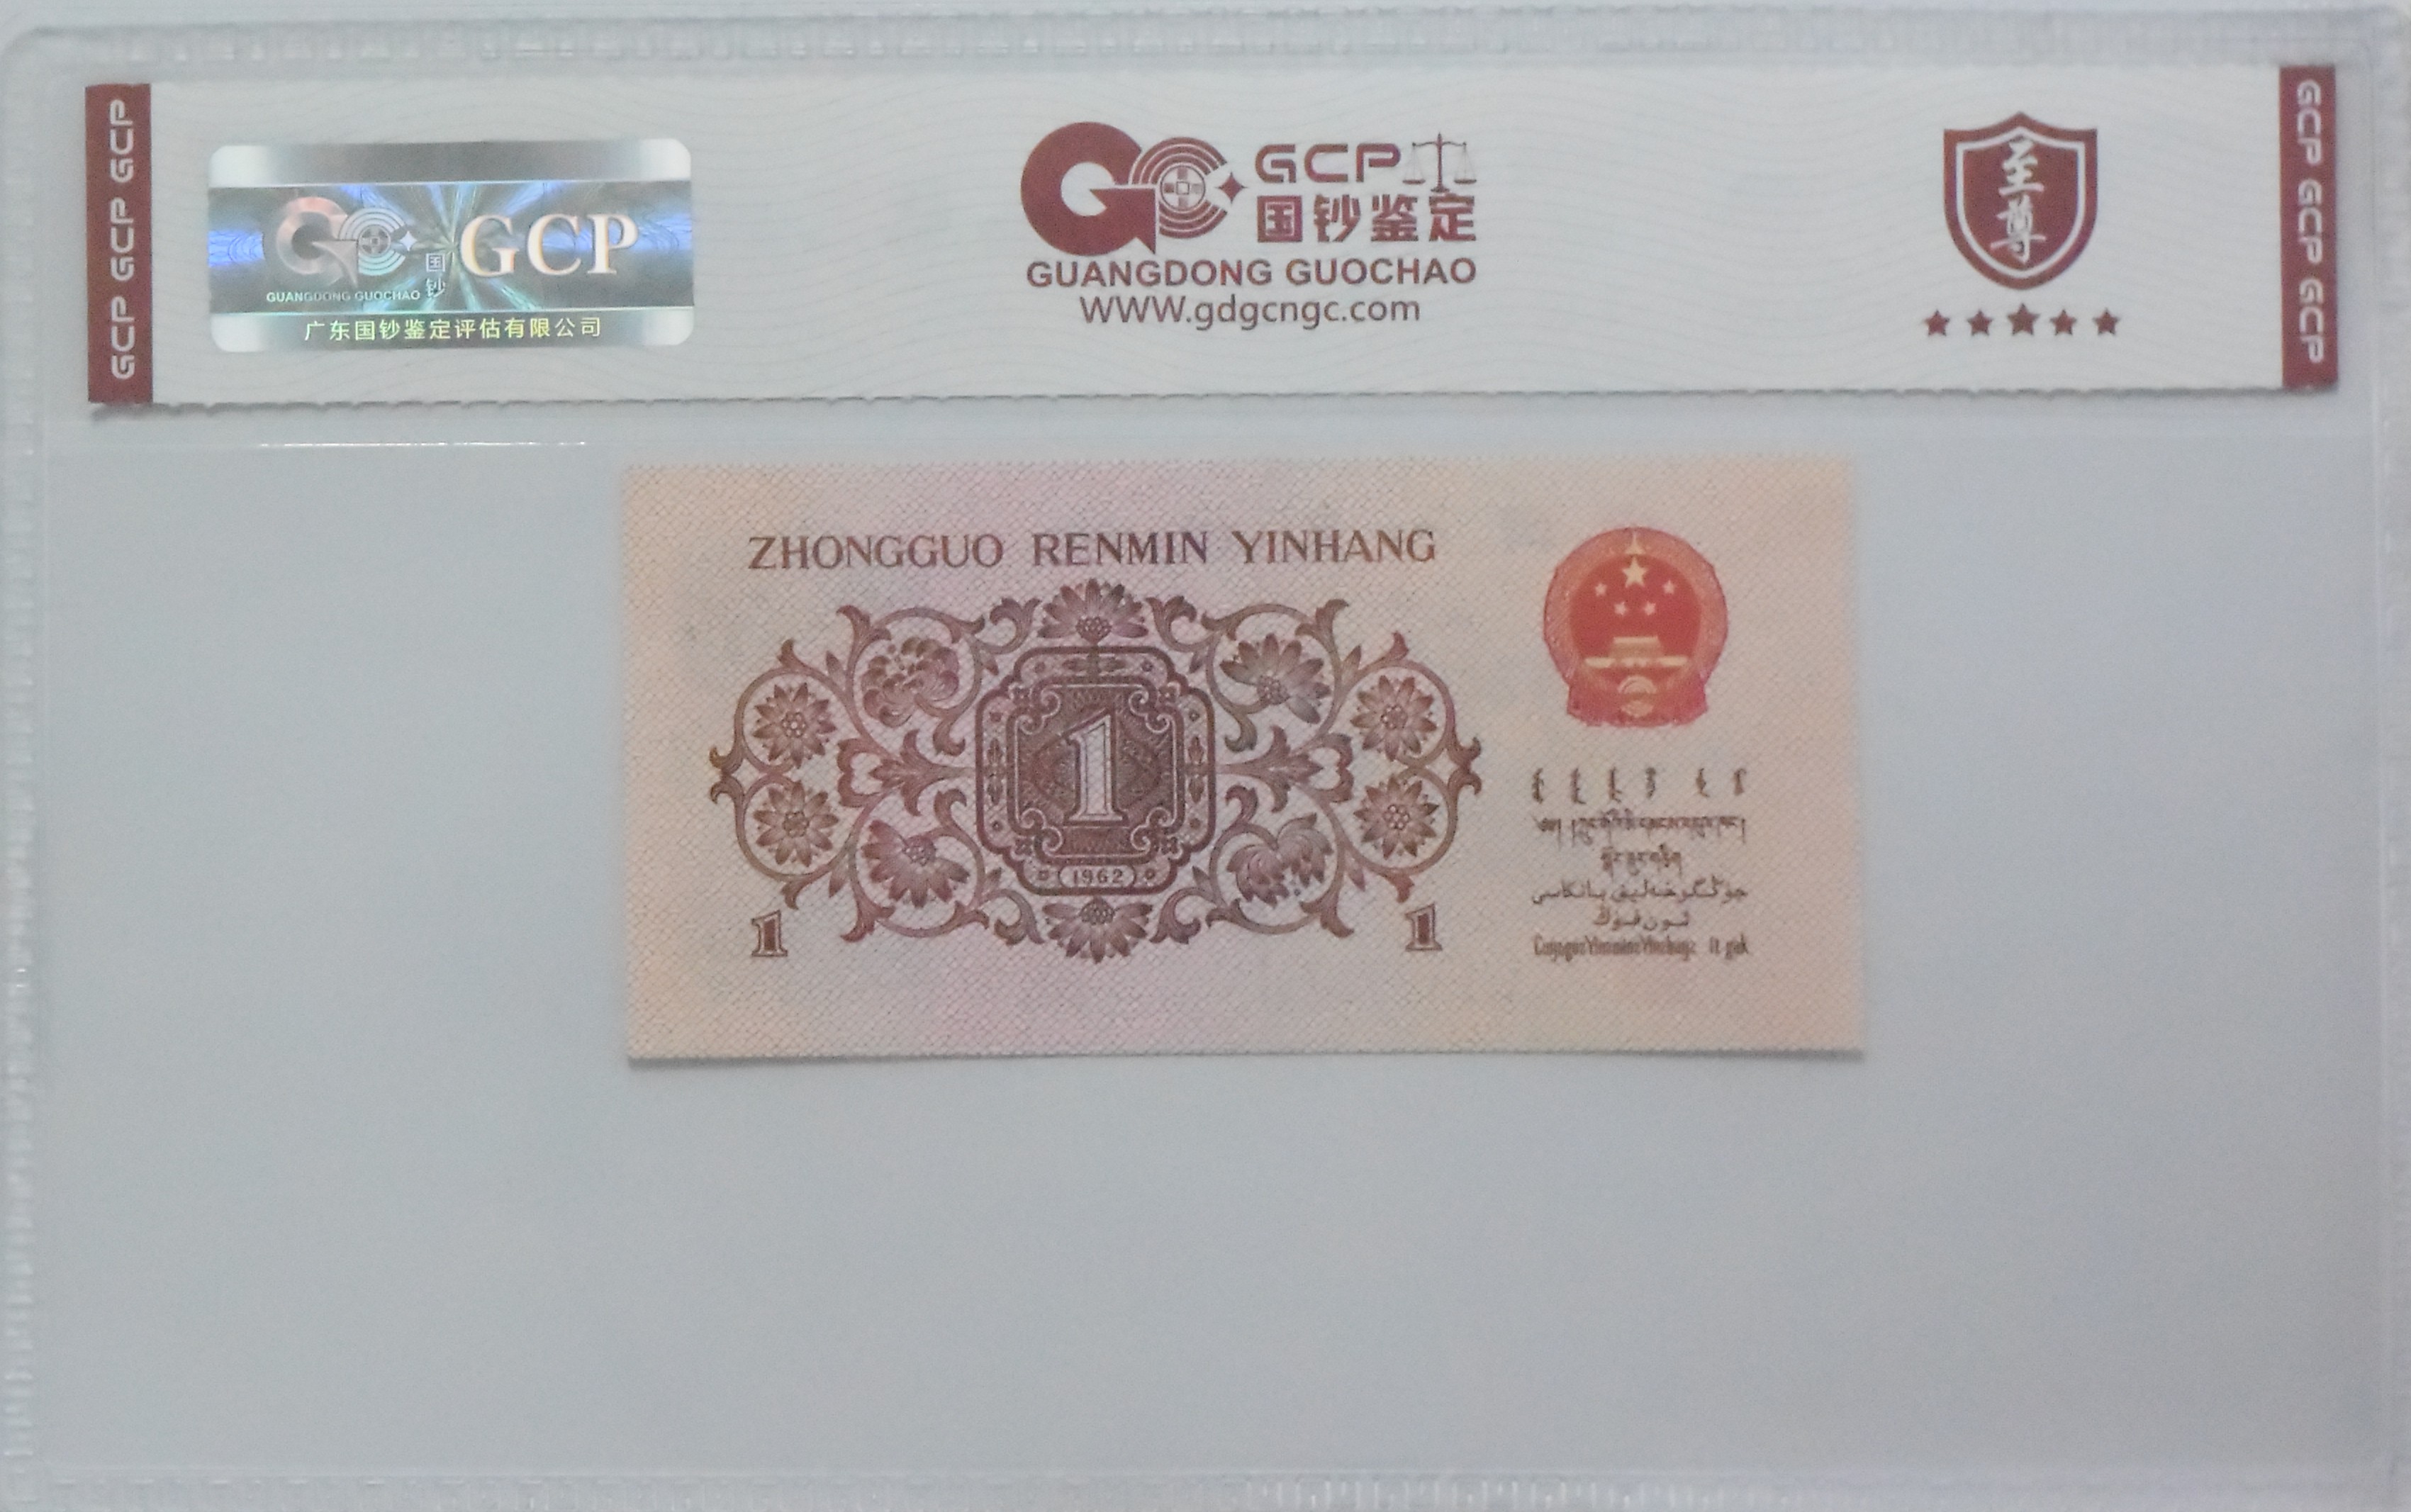 GCP GCP GCP
GUANGDONG GUOCHAO
国钞
GCP
广东国钞鉴定评估有限公司
GCP
国钞鉴定
GUANGDONG GUOCHAO
WWW.gdgcngc.com
至尊
GCP GCP GCP
ZHONGGUO RENMIN YINHANG
1
1962
1
1